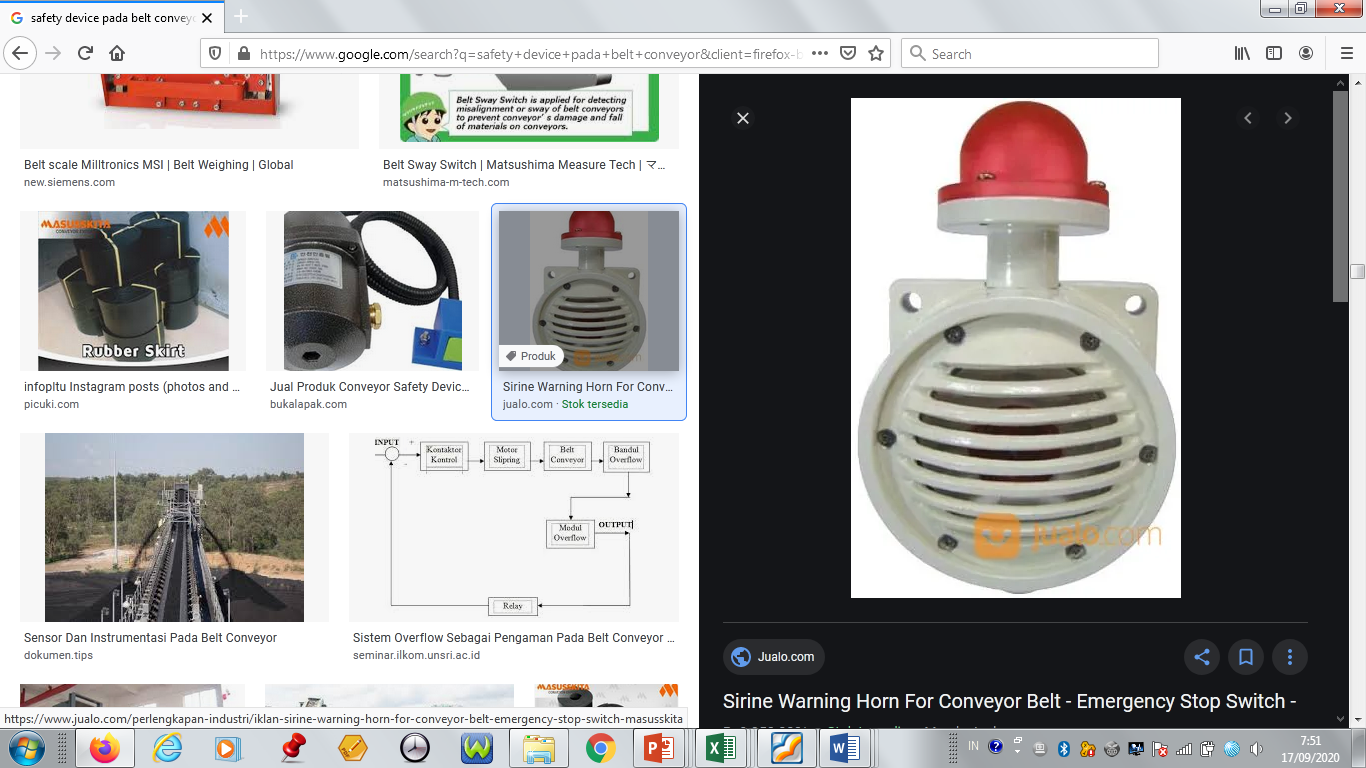 safety device pada belt convey
https://www.google.com/search?q=safety+device+pada+belt+conveyor&client=firefox-b
Search
Belt Sway Switch is applied for detecting
misalignment or sway of belt conveyors
to prevent conveyor's damage and fall
of materials on conveyors.
Belt scale Milltronics MSI | Belt Weighing | Global
new.siemens.com
Belt Sway Switch | Matsushima Measure Tech | マ...
matsushima-m-tech.com
MASUSSKITA
Rubber Skirt
Produk
infopltu Instagram posts (photos and ...
picuki.com
Jual Produk Conveyor Safety Devic...
bukalapak.com
Sirine Warning Horn For Conv...
jualo.com · Stok tersedia
INPUT
+
-
Kontaktor
Kontrol
Motor
Slipring
Belt
Conveyor
Bandul
Overflow
Modul
Overflow
OUTPUT
Relay
Sensor Dan Instrumentasi Pada Belt Conveyor
dokumen.tips
Sistem Overflow Sebagai Pengaman Pada Belt Conveyor ...
seminar.ilkom.unsri.ac.id
jualo.com
Jualo.com
Sirine Warning Horn For Conveyor Belt - Emergency Stop Switch -
https://www.jualo.com/perlengkapan-industri/iklan-sirine-warning-horn-for-conveyor-belt-emergency-stop-switch-masusskita
IN
7:51
17/09/2020